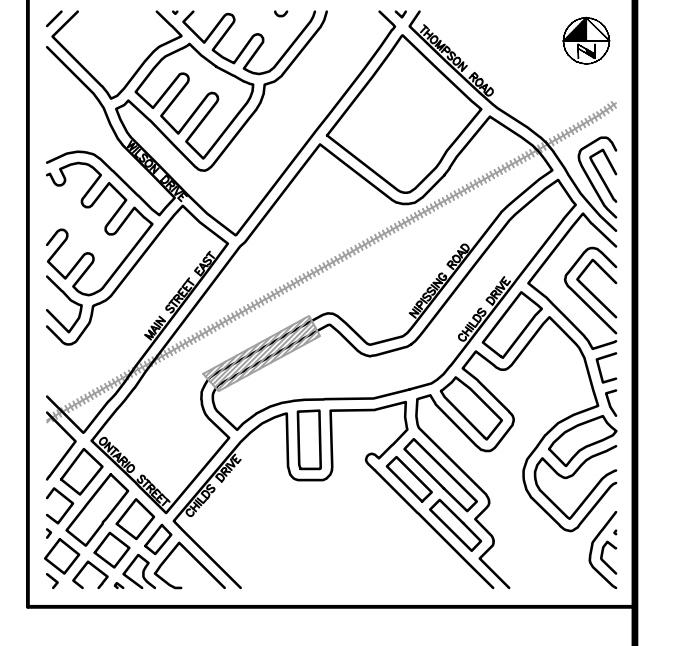 THOMPSON ROAD
N
WILSON DRIVE
MAIN STREET EAST
NIPISSING ROAD
CHILDS DRIVE
ONTARIO STREET
CHILDS DRIVE